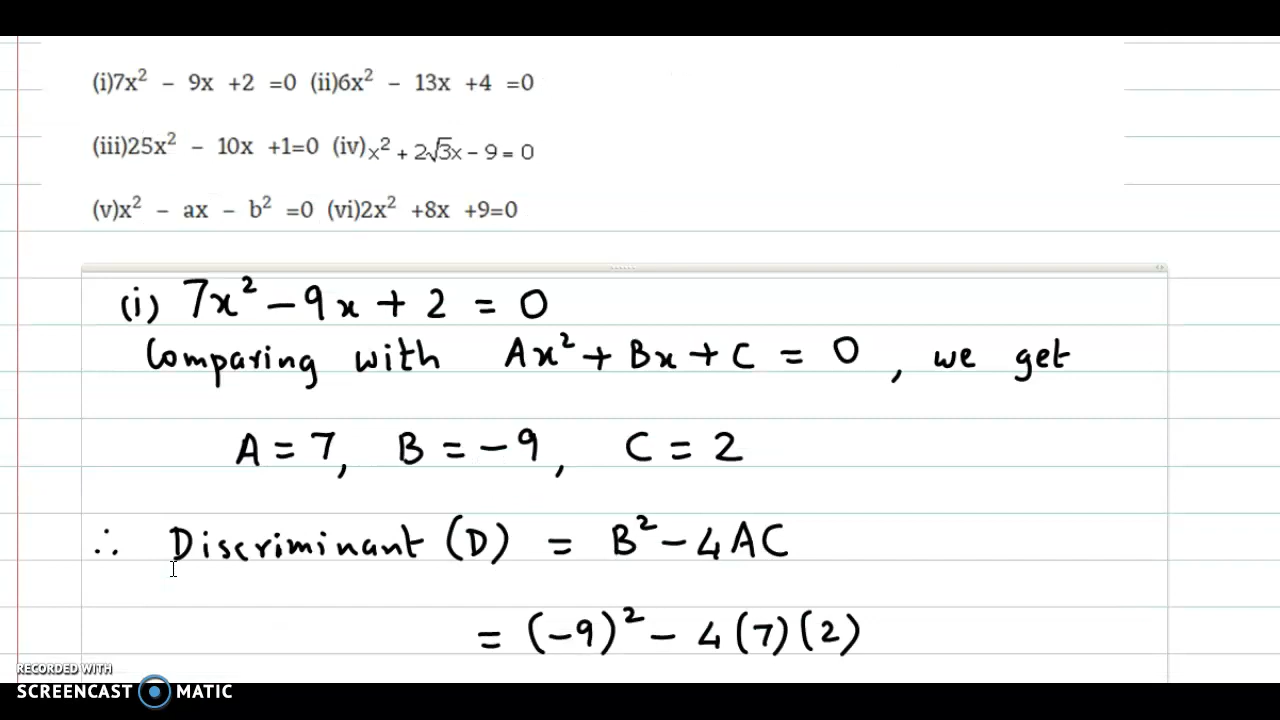 (i)7x² − 9x +2 =0 (ii)6x² − 13x +4 =0
(iii)25x² − 10x +1=0 (iv)x² + 2√3x − 9 = 0
(v)x² − ax − b² =0 (vi)2x² +8x +9=0
(i) 7x² − 9x + 2 = 0
Comparing with Ax² + Bx + C = 0 , we get
A = 7, B = −9, C = 2
∴ Discriminant (D) = B² − 4AC
= (−9)² − 4(7)(2)
RECORDED WITH
SCREENCAST MATIC